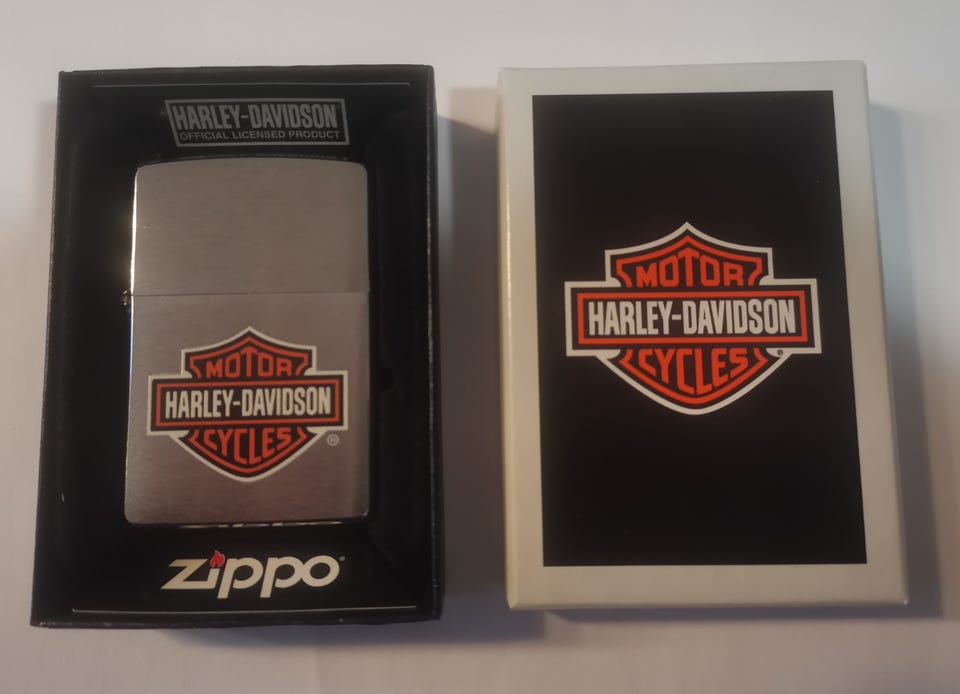 HARLEY-DAVIDSON
OFFICIAL LICENSED PRODUCT
MOTOR
HARLEY-DAVIDSON
CYCLES
®
zippo
MOTOR
HARLEY-DAVIDSON
CYCLES
®